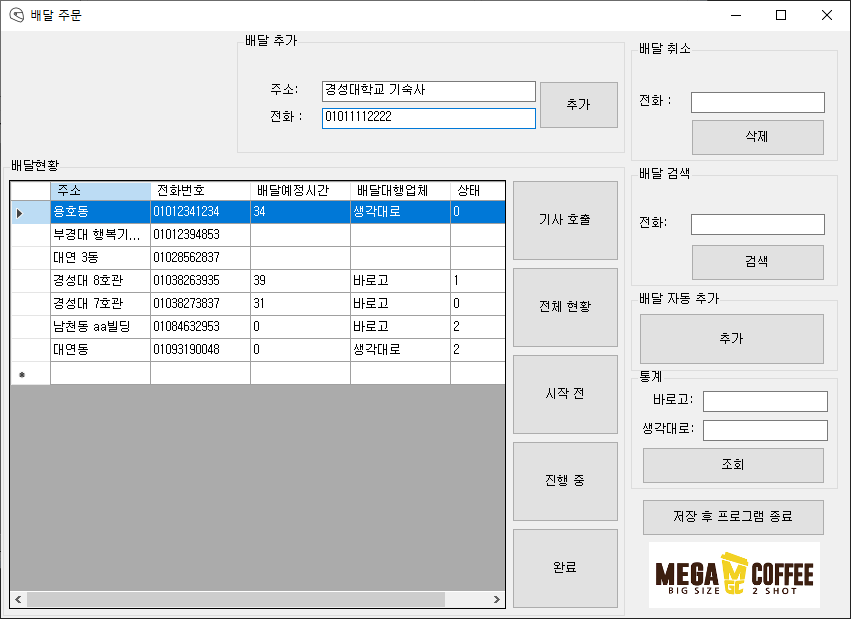 배달 주문
배달 추가
주소: 경성대학교 기숙사
전화 : 01011112222
추가
배달 취소
전화 :
삭제
배달현황
주소 전화번호 배달예정시간 배달대행업체 상태
용호동 01012341234 34 생각대로 0
부경대 행복기... 01012394853
대연 3동 01028562837
경성대 8호관 01038263935 39 바로고 1
경성대 7호관 01038273837 31 바로고 0
남천동 aa빌딩 01084632953 0 바로고 2
대연동 01093190048 0 생각대로 2
기사 호출
전체 현황
시작 전
진행 중
완료
배달 검색
전화:
검색
배달 자동 추가
추가
통계
바로고:
생각대로:
조회
저장 후 프로그램 종료
MEGA MGC COFFEE
BIG SIZE 2 SHOT